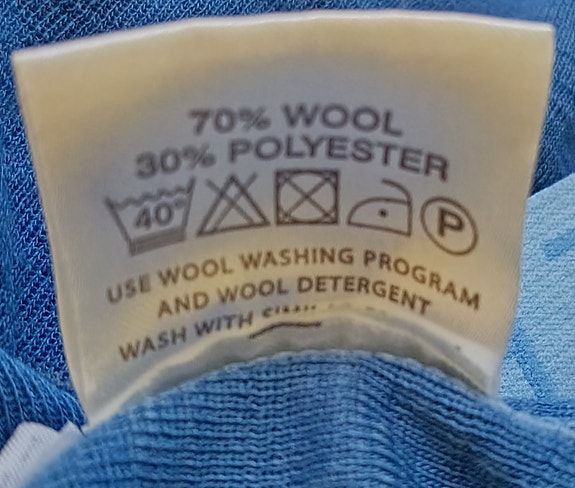 70% WOOL
30% POLYESTER
40° P
USE WOOL WASHING PROGRAM
AND WOOL DETERGENT
WASH WITH